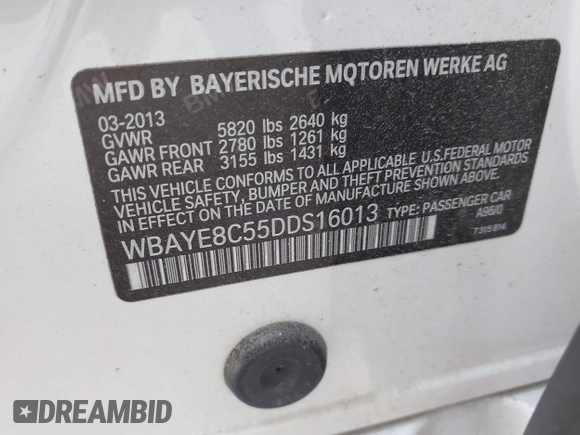 MFD BY BAYERISCHE MOTOREN WERKE AG
03-2013
GVWR 5820 lbs 2640 kg
GAWR FRONT 2780 lbs 1261 kg
GAWR REAR 3155 lbs 1431 kg
THIS VEHICLE CONFORMS TO ALL APPLICABLE U.S.FEDERAL MOTOR
VEHICLE SAFETY, BUMPER AND THEFT PREVENTION STANDARDS
IN EFFECT ON THE DATE OF MANUFACTURE SHOWN ABOVE.
WBAYE8C55DDS16013 TYPE: PASSENGER CAR
A96/0
7315814
DREAMBID